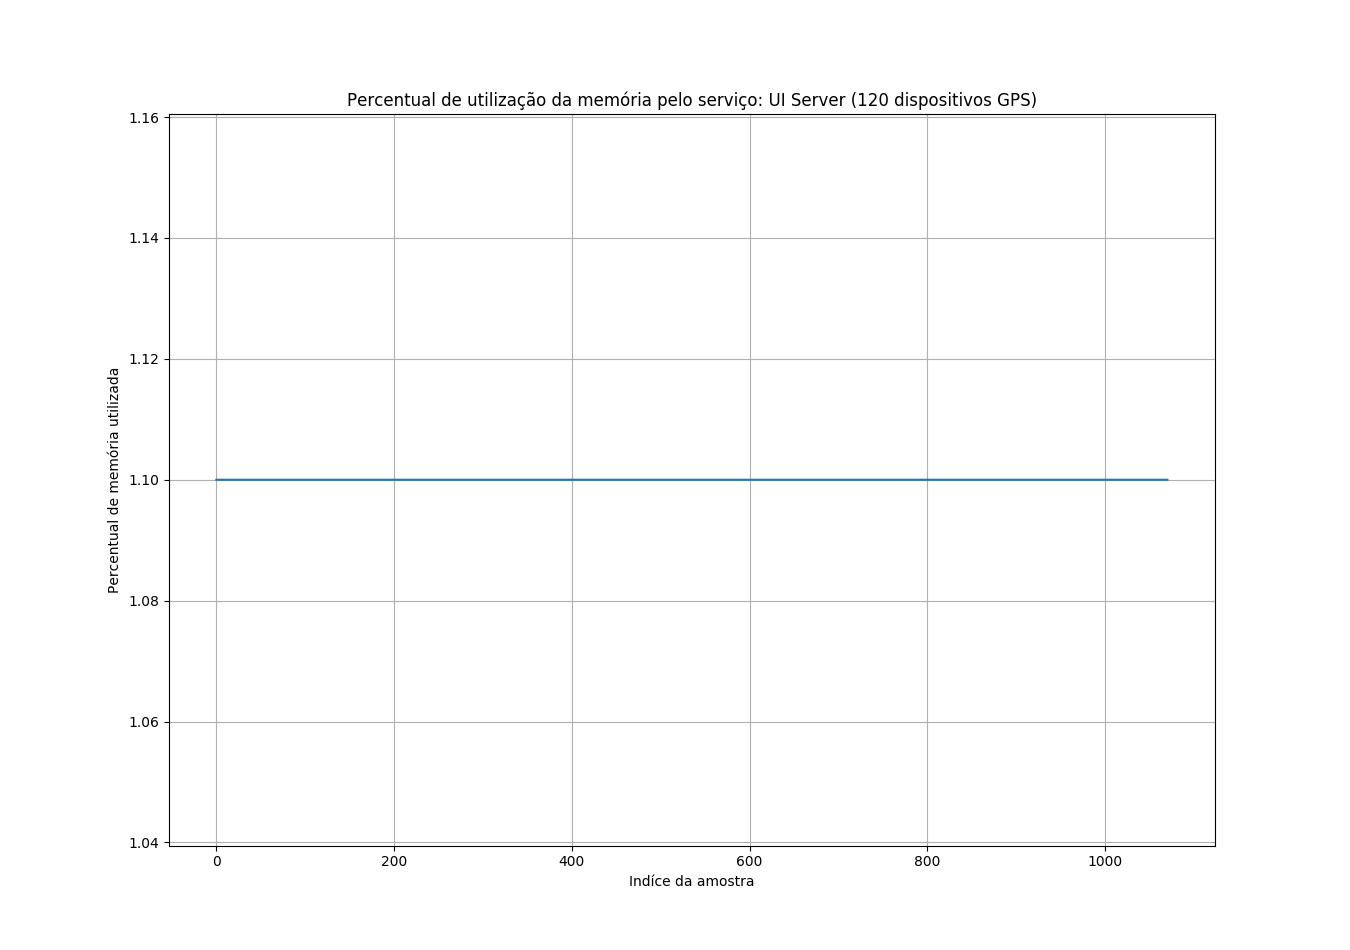 Percentual de utilização da memória pelo serviço: UI Server (120 dispositivos GPS)
1.16
1.14
1.12
1.10
1.08
1.06
1.04
Percentual de memória utilizada
0 200 400 600 800 1000
Indíce da amostra